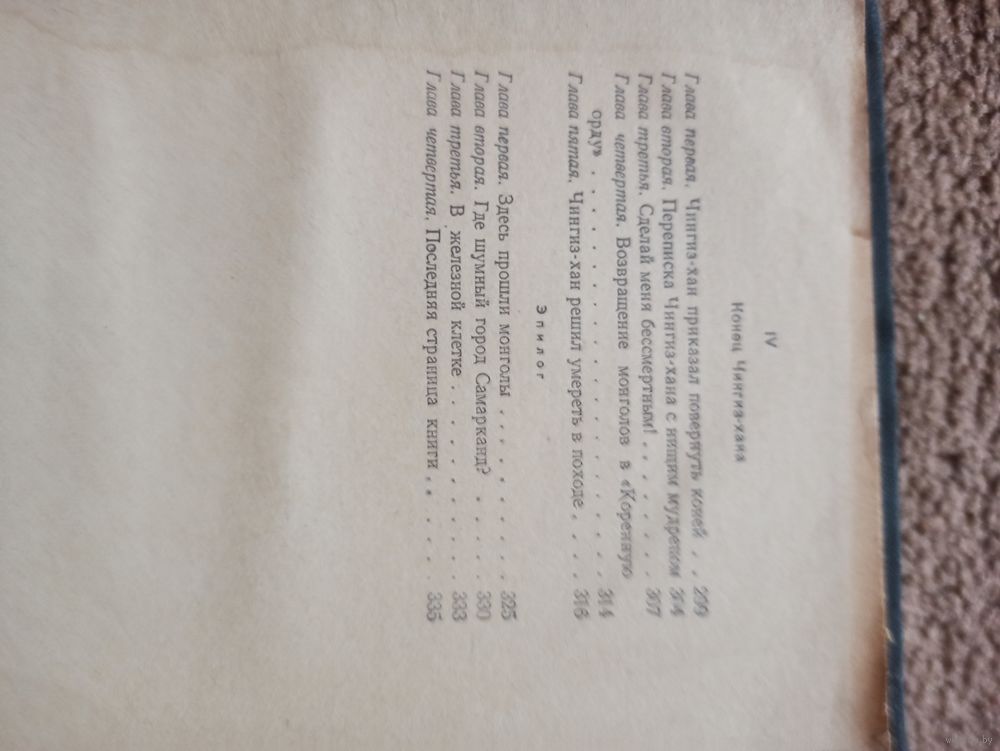 IV
Конец Чингиз-хана
Глава первая. Чингиз-хан приказал повернуть коней . . 299
Глава вторая. Переписка Чингиз-хана с нищим мудрецом 304
Глава третья. Сделай меня бессмертным! . . . . . . . 307
Глава четвертая. Возвращение монголов в «Коренную
орду» . . . . . . . . . . . . . . . . . . 314
Глава пятая. Чингиз-хан решил умереть в походе . . . . 316
Эпилог
Глава первая. Здесь прошли монголы . . . . . . . . . 325
Глава вторая. Где шумный город Самарканд? . . . . . 330
Глава третья. В железной клетке . . . . . . . . . . 333
Глава четвертая. Последняя страница книги . . . . . . 335